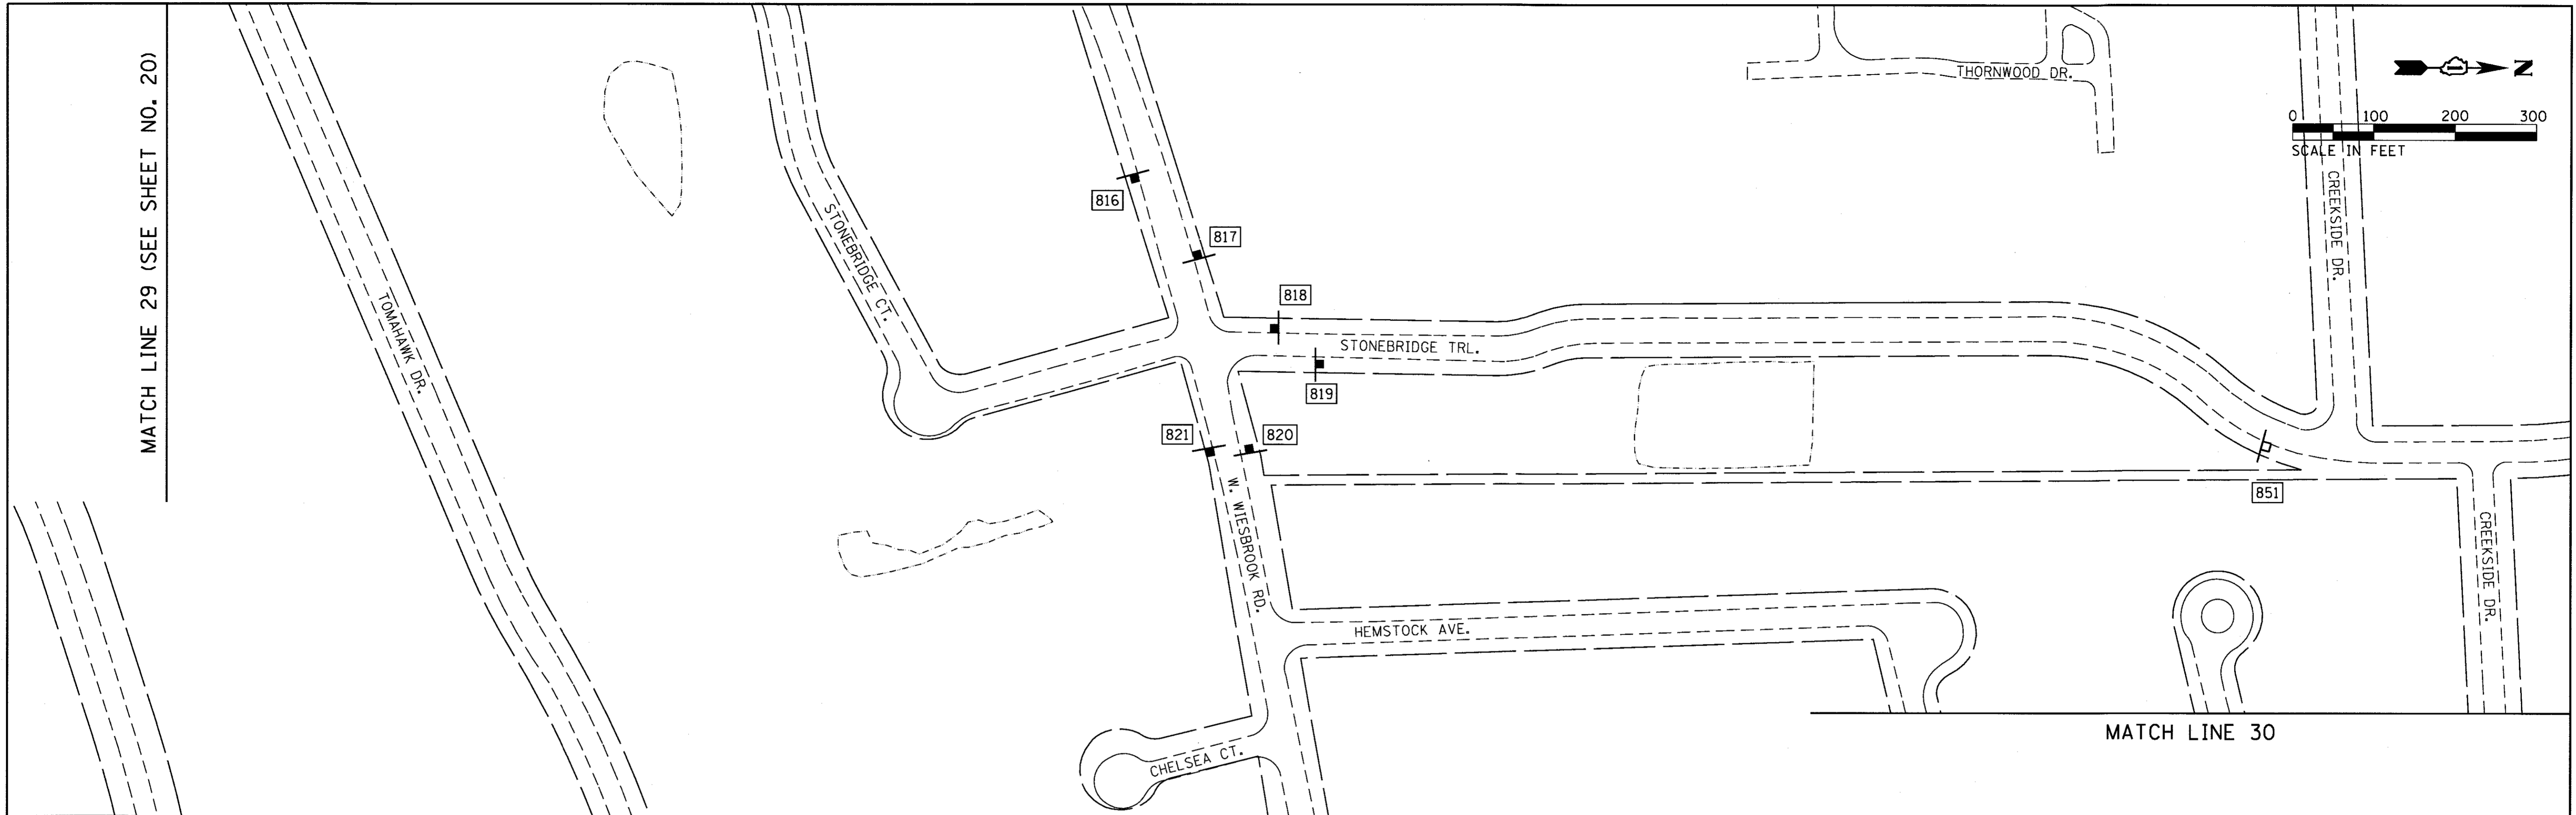 MATCH LINE 29 (SEE SHEET NO. 20)
THORNWOOD DR.
N
0 100 200 300
SCALE IN FEET
CREEKSIDE DR.
816
STONEBRIDGE CT.
817
818
TOMAHAWK DR.
STONEBRIDGE TRL.
819
821
820
851
W. WIESBROOK RD.
CREEKSIDE DR.
HEMSTOCK AVE.
MATCH LINE 30
CHELSEA CT.